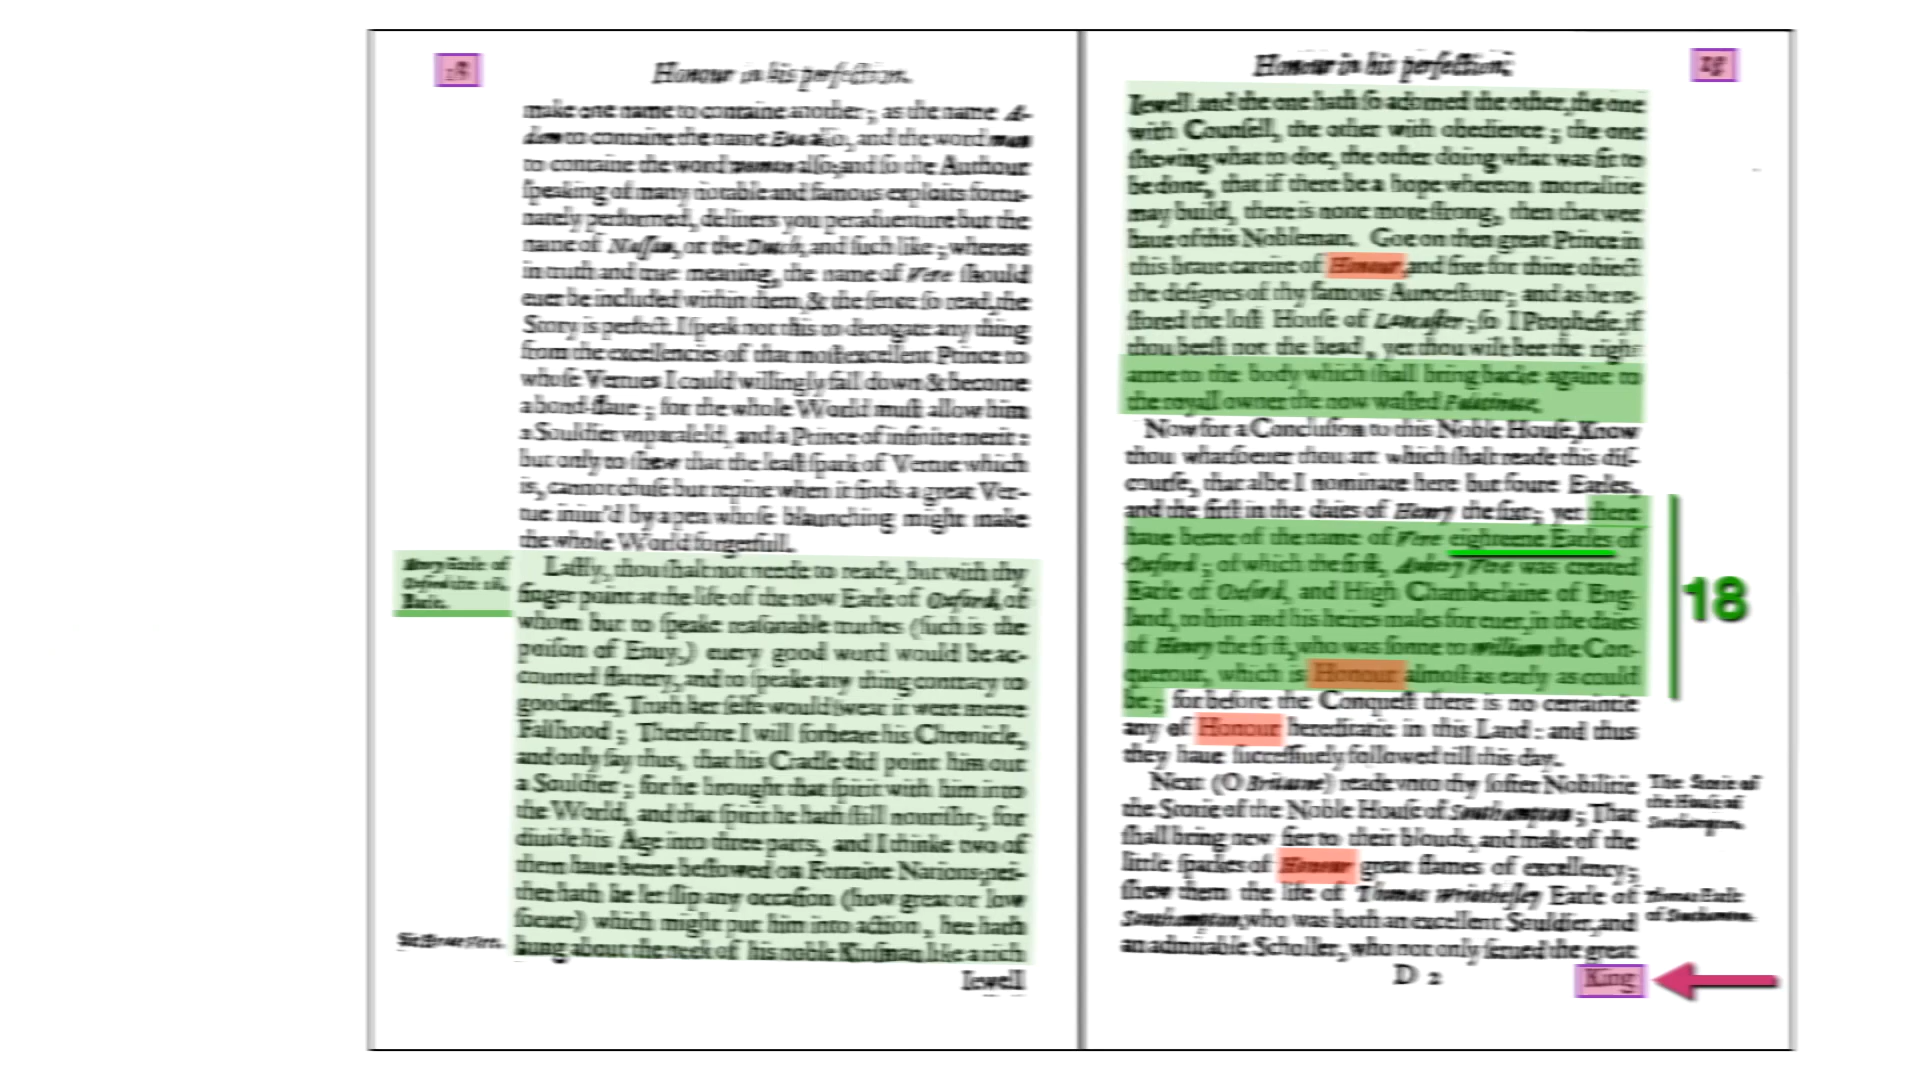 18
Honour in his perfection.
make one name to containe another; as the name A-
dam to containe the name Eua also, and the word man
to containe the word woman also; and so the Authour
ſpeaking of many notable and famous exploits fortu-
nately performed, deliuers you peraduenture but the
name of Naſſau, or the Dutch, and ſuch like; whereas
in truth and true meaning, the name of Vere ſhould
euer be included within them, & the ſence ſo read, the
Story is perfect. I ſpeak not this to derogate any thing
from the excellencies of that moſt excellent Prince to
whoſe Vertues I could willingly fall down & become
a bond-ſlaue; for the whole World muſt allow him
a Souldier vnparaleld, and a Prince of infinite merit:
but only to ſhew that the leaſt ſpark of Vertue which
is, cannot chuſe but repine when it finds a great Ver-
tue iniur'd by a pen whoſe blaunching might make
the whole World forgetfull.
Henry Earle of
Oxford the 18.
Earle.
Laſtly, thou ſhalt not neede to reade, but with thy
finger point at the life of the now Earle of Oxford, of
whom but to ſpeake reaſonable truthes (ſuch is the
poiſon of Enuy,) euery good word would be ac-
counted flattery, and to ſpeake any thing contrary to
goodneſſe, Truth her ſelfe would ſwear it were meere
Falſhood; Therefore I will forbeare his Chronicle,
and only ſay thus, that his Cradle did point him out
a Souldier; for he brought that ſpirit with him into
the World, and that ſpirit he hath ſtill nouriſht; for
diuide his Age into three parts, and I thinke two of
them haue beene beſtowed on Forraine Nations, nei-
ther hath he let ſlip any occaſion (how great or low
ſoeuer) which might put him into action, hee hath
hung about the neck of his noble Kinſman, like a rich
Iewell
Honour in his perfection;
Iewell and the one hath ſo adorned the other, the one
with Counſell, the other with obedience; the one
ſhewing what to doe, the other doing what was fit to
be done, that if there be a hope whereon mortalitie
may build, there is none more ſtrong, then that wee
haue of this Nobleman. Goe on then great Prince in
this braue careire of Honour, and fixe for thine obiect
the deſignes of thy famous Aunceſtour; and as he re-
ſtored the loſt Houſe of Lancaſter; ſo I Propheſie, if
thou beeſt not the head, yet thou wilt bee the right
arme to the body which ſhall bring backe againe to
the royall owner the now waſted Palatinate.
Now for a Concluſion to this Noble Houſe, Know
thou whatſoeuer thou art which ſhalt reade this diſ-
courſe, that albe I nominate here but foure Earles,
and the firſt in the daies of Henry the ſixt; yet there
haue beene of the name of Vere eighteene Earles of
Oxford; of which the firſt, Aubery Vere was created
Earle of Oxford, and High Chamberlaine of Eng-
land, to him and his heires males for euer, in the daies
of Henry the firſt, who was ſonne to William the Con-
querour, which is Honour almoſt as early as could
be; for before the Conqueſt there is no certaintie
any of Honour hereditarie in this Land: and thus
they haue ſucceſſiuely followed till this day.
18
Next (O Britaine) reade vnto thy ſofter Nobilitie
the Storie of the Noble Houſe of Southampton; That
ſhall bring new fier to their blouds, and make of the
little ſparkes of Honour great flames of excellency;
ſhew them the life of Thomas Wriotheſley Earle of
Southampton, who was both an excellent Souldier, and
an admirable Scholler, who not only ſerued the great
The Storie of
the Houſe of
Southampton.
Thomas Earle
of Southampton.
D 2
King